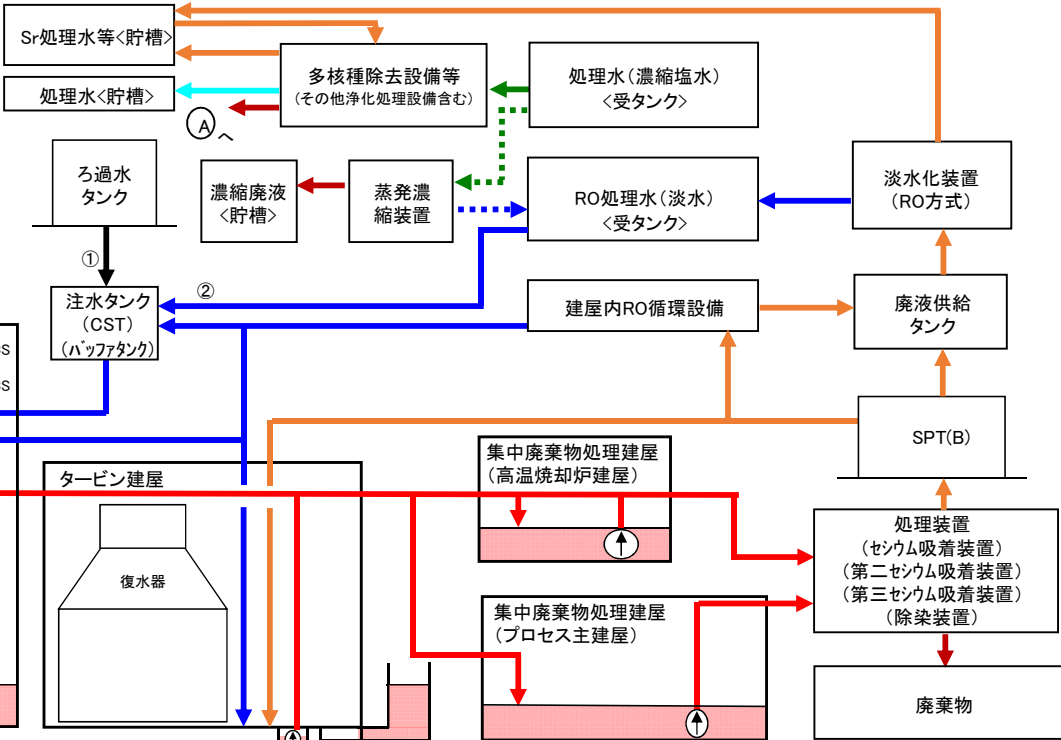 Sr処理水等<貯槽>
処理水<貯槽>
多核種除去設備等
(その他浄化処理設備含む)
処理水(濃縮塩水)
<受タンク>
A へ
ろ過水
タンク
濃縮廃液
<貯槽>
蒸発濃
縮装置
RO処理水(淡水)
<受タンク>
淡水化装置
(RO方式)
①
②
注水タンク
(CST)
(バッファタンク)
建屋内RO循環設備
廃液供給
タンク
SPT(B)
タービン建屋
復水器
集中廃棄物処理建屋
(高温焼却炉建屋)
集中廃棄物処理建屋
(プロセス主建屋)
処理装置
(セシウム吸着装置)
(第二セシウム吸着装置)
(第三セシウム吸着装置)
(除染装置)
廃棄物